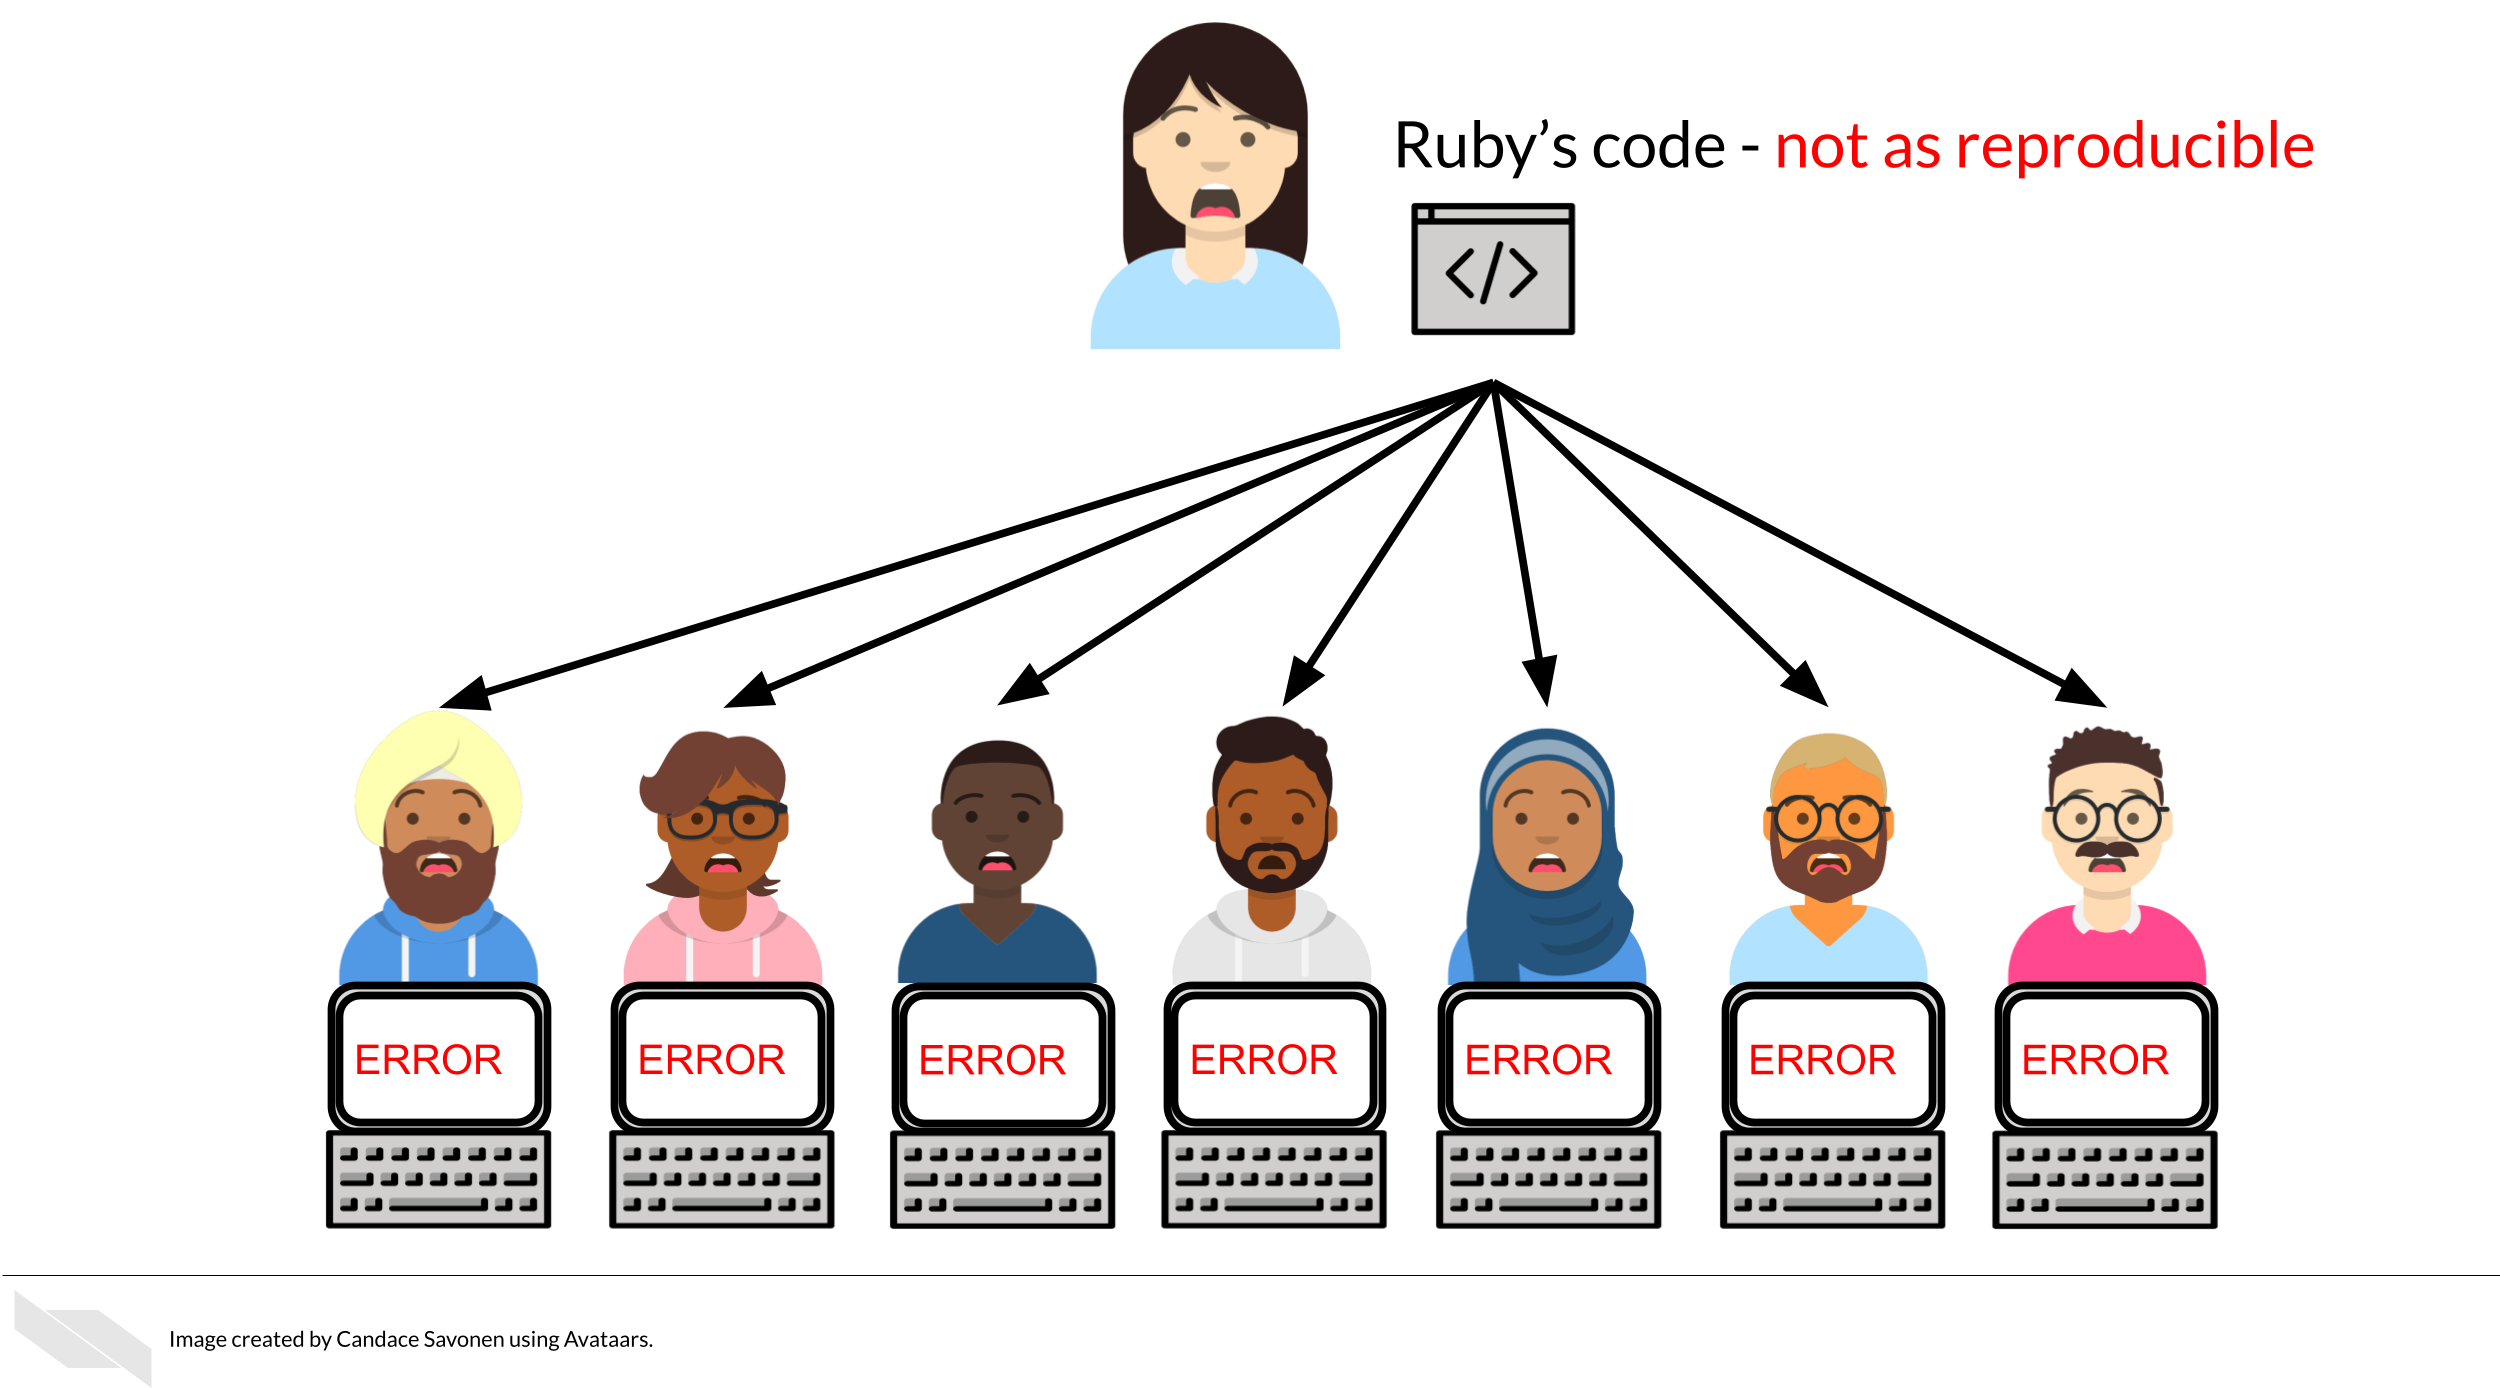 Ruby’s code - not as reproducible
</>
ERROR ERROR ERROR ERROR ERROR ERROR ERROR
Image created by Candace Savonen using Avataars.